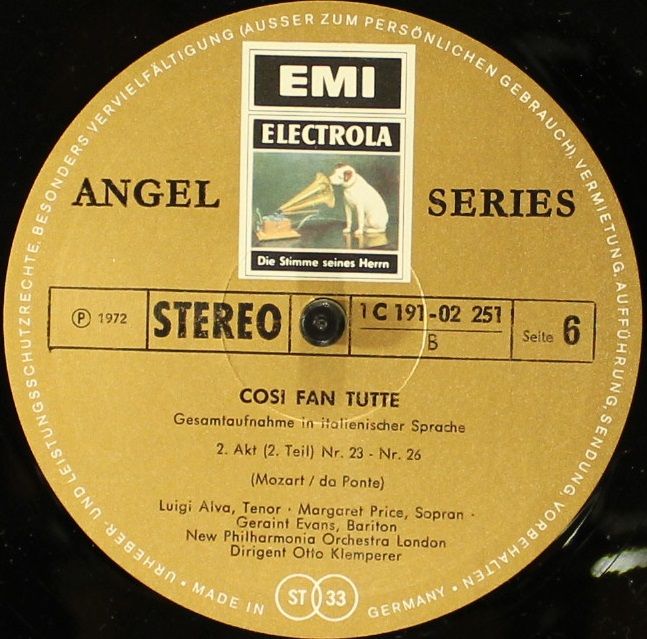 URHEBER- UND LEISTUNGSSCHUTZRECHTE, BESONDERS VERVIELFÄLTIGUNG (AUSSER ZUM PERSÖNLICHEN GEBRAUCH), VERMIETUNG, AUFFÜHRUNG, SENDUNG, VORBEHALTEN
EMI
ELECTROLA
ANGEL SERIES
Die Stimme seines Herrn
Ⓟ 1972
STEREO
1 C 191-02 251
B
Seite 6
COSI FAN TUTTE
Gesamtaufnahme in italienischer Sprache
2. Akt (2. Teil) Nr. 23 - Nr. 26
(Mozart / da Ponte)
Luigi Alva, Tenor · Margaret Price, Sopran ·
Geraint Evans, Bariton
New Philharmonia Orchestra London
Dirigent Otto Klemperer
• MADE IN ST 33 GERMANY •